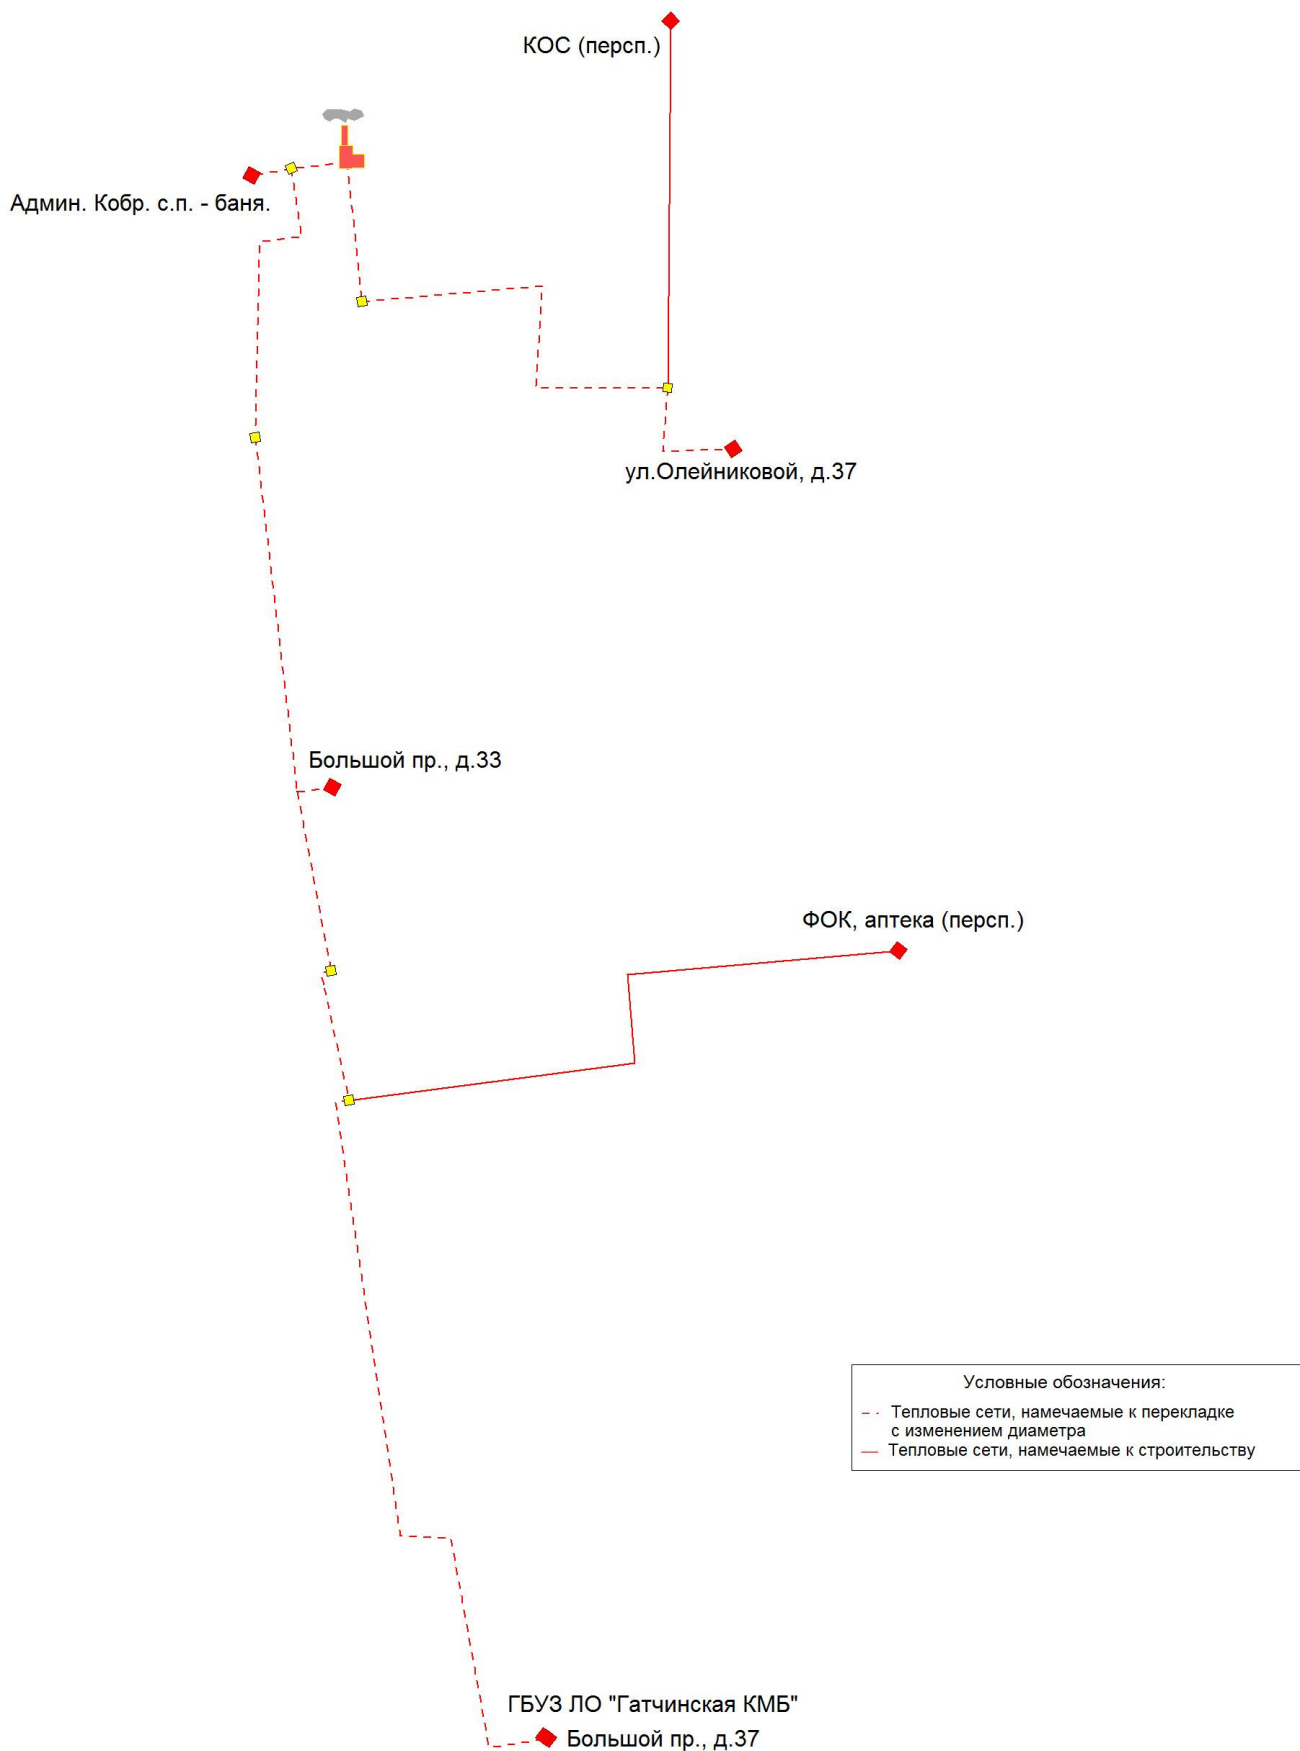 КОС (персп.)
Админ. Кобр. с.п. - баня.
ул.Олейниковой, д.37
Большой пр., д.33
ФОК, аптека (персп.)
Условные обозначения:
Тепловые сети, намечаемые к перекладке
с изменением диаметра
Тепловые сети, намечаемые к строительству
ГБУЗ ЛО "Гатчинская КМБ"
Большой пр., д.37